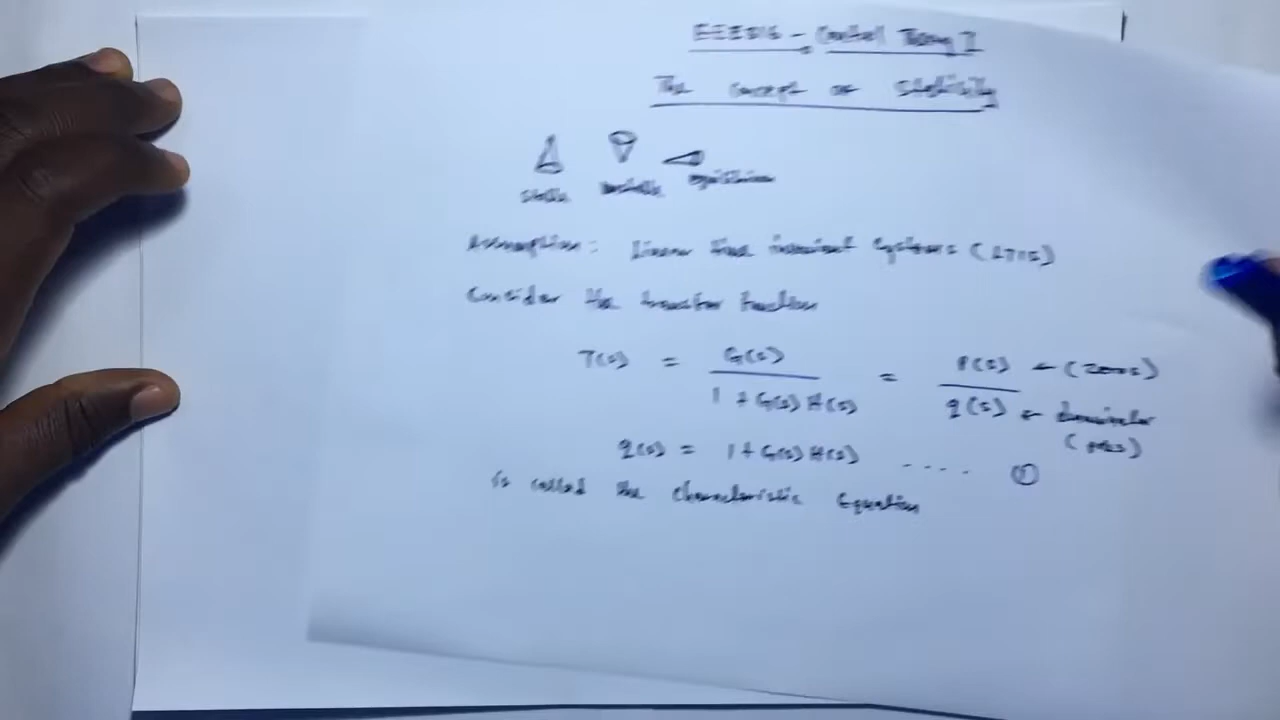 EEE516 - Control Theory I
The concept of stability
stable unstable equilibrium
Assumption: Linear time invariant systems (LTIS)
Consider the transfer function
T(s) = G(s) / 1 + G(s) H(s) = P(s) / q(s) ← (zeros) ← denominator (poles)
q(s) = 1 + G(s) H(s) .... ①
is called the characteristic Equation